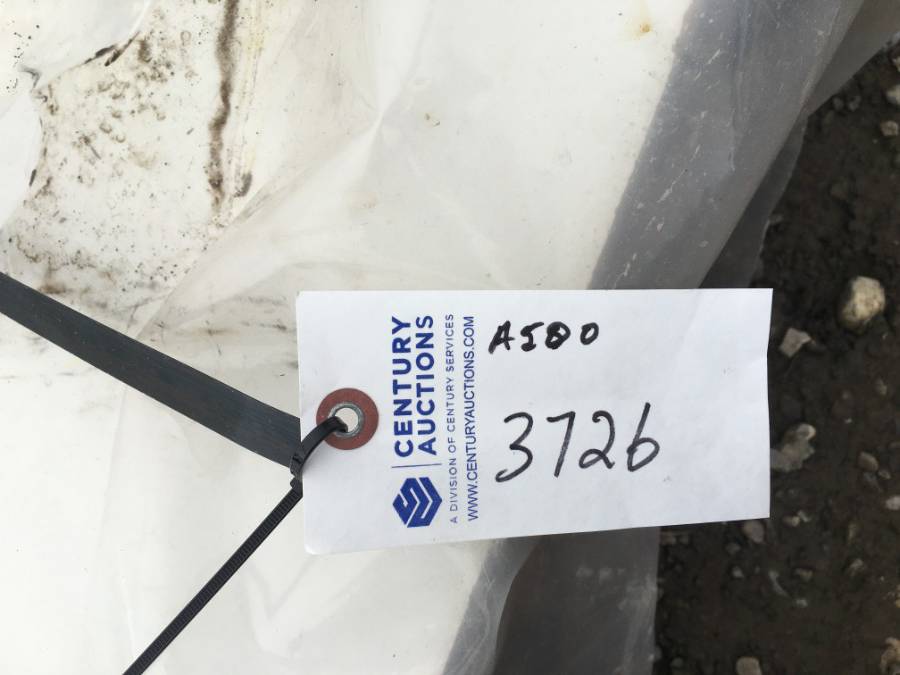 CENTURY
AUCTIONS
A DIVISION OF CENTURY SERVICES
WWW.CENTURYAUCTIONS.COM
A500
3726